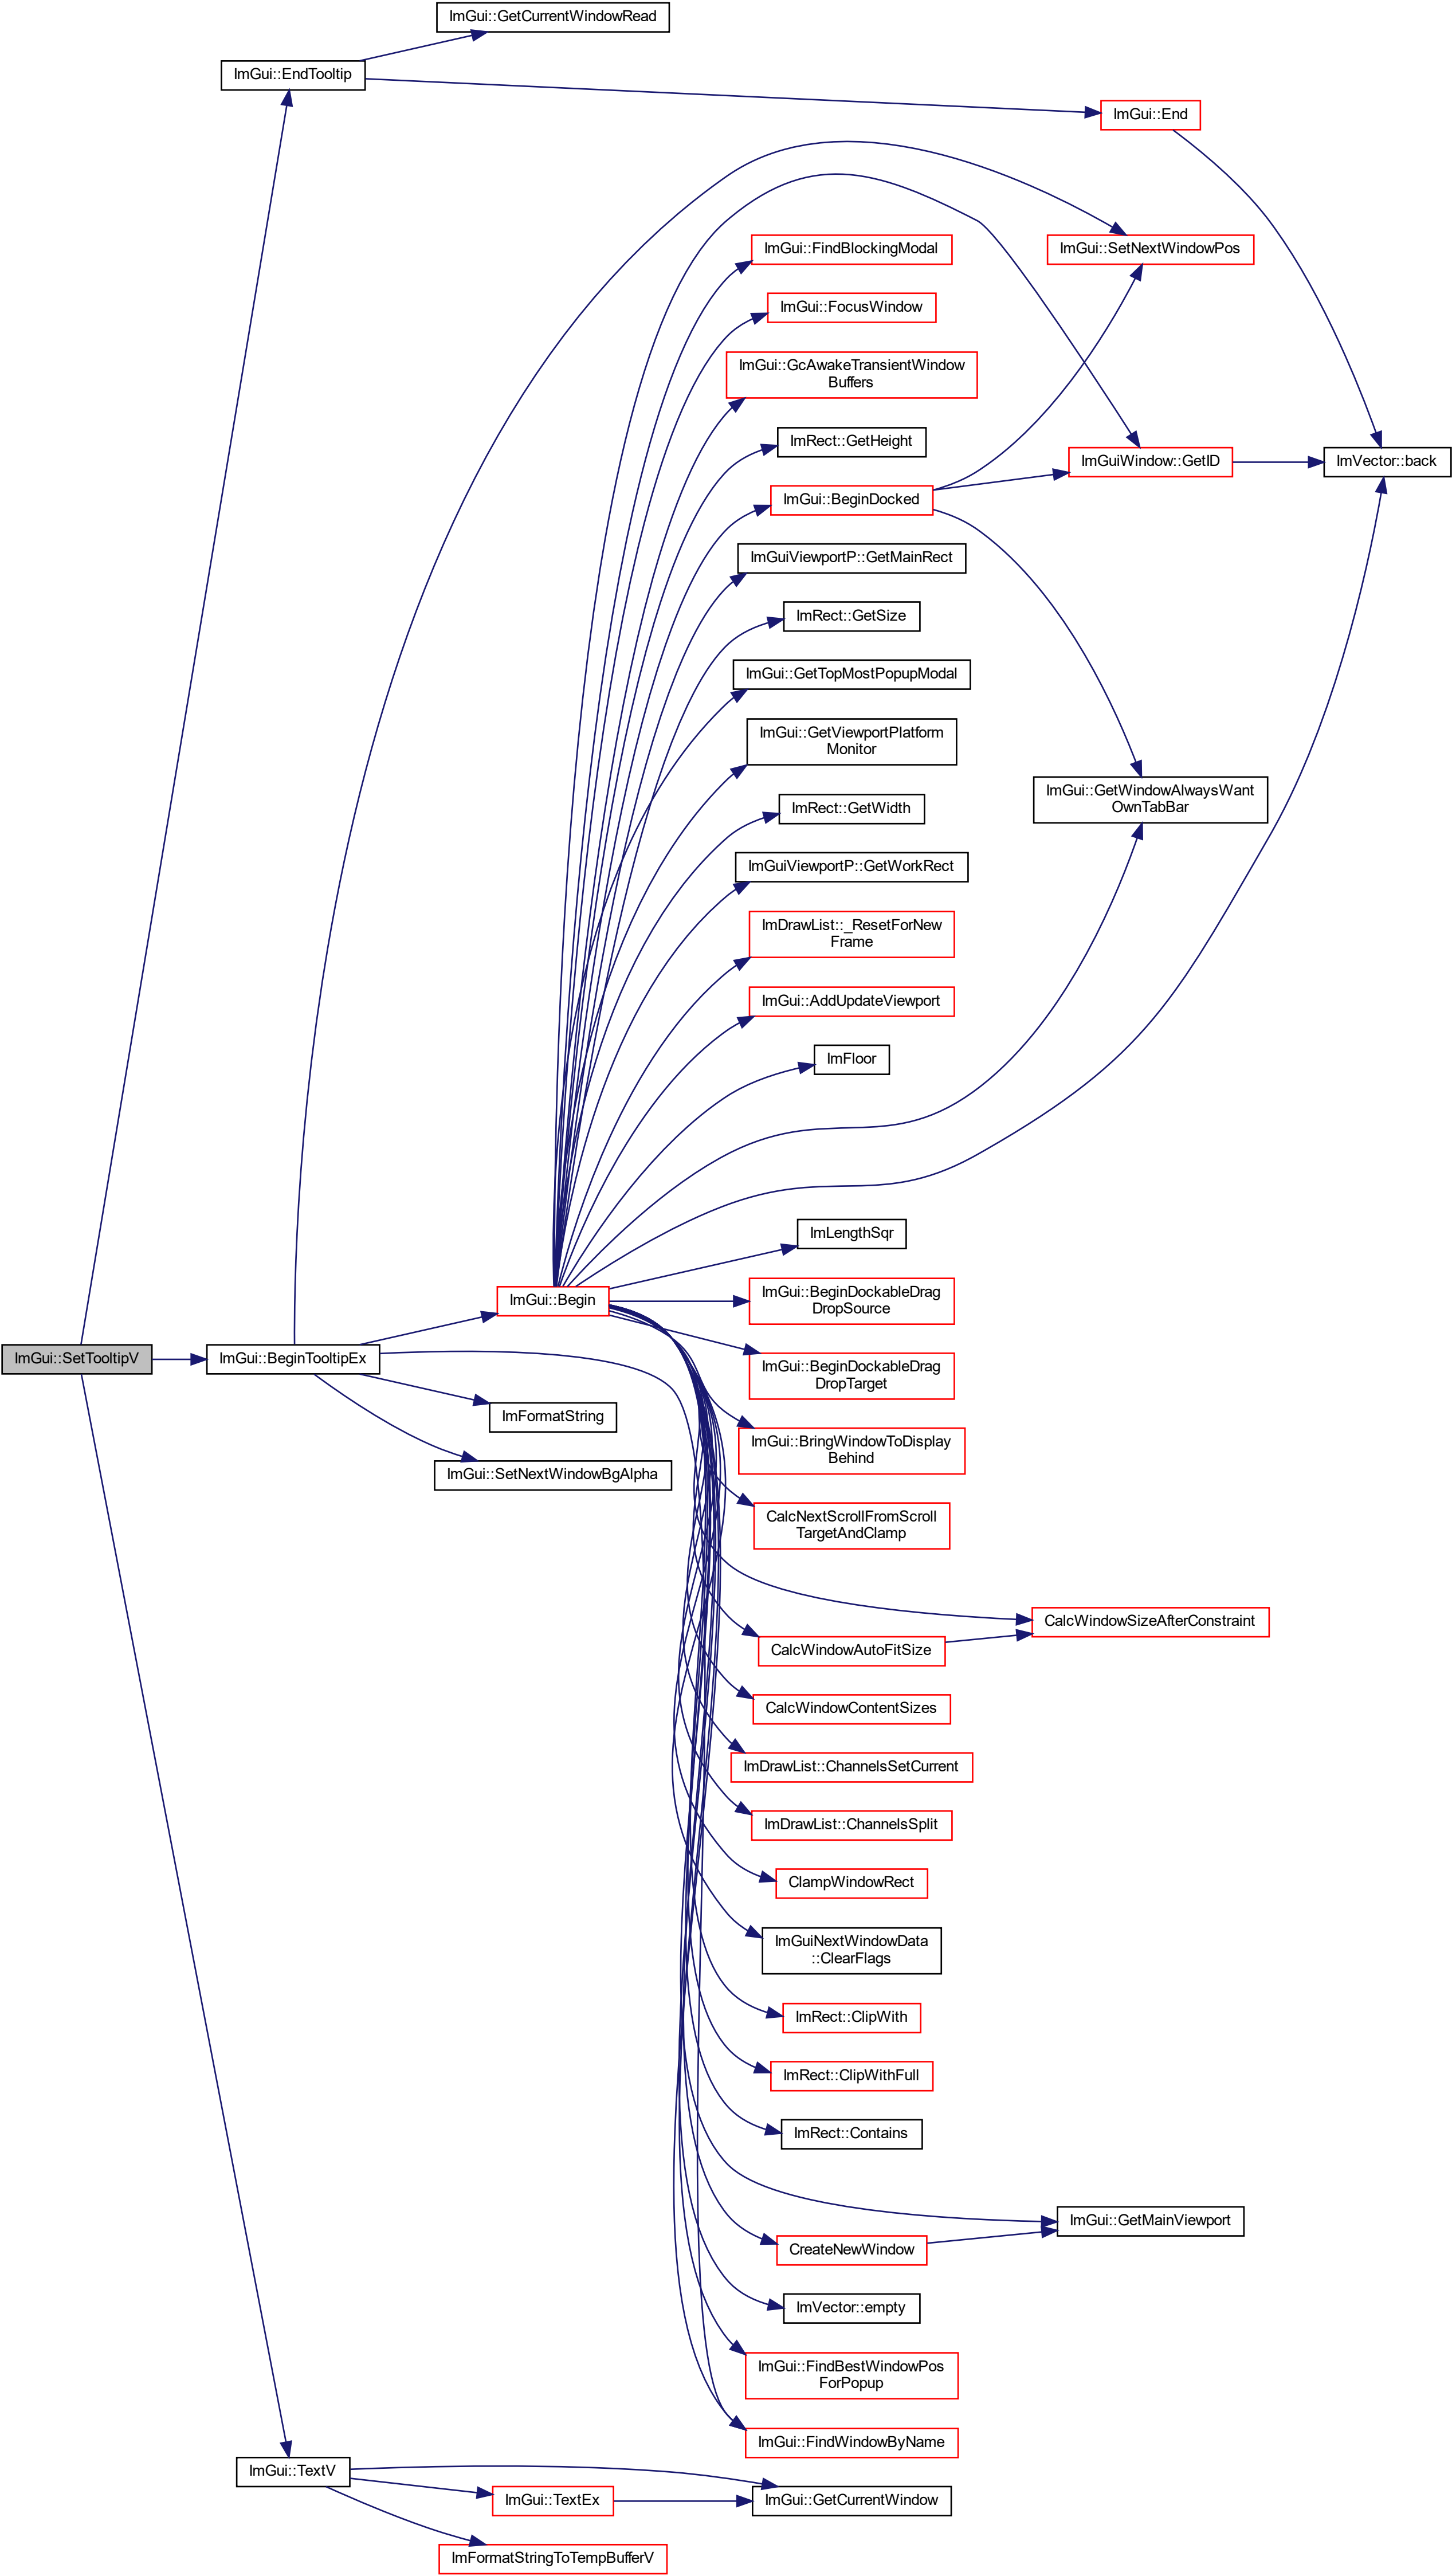 ImGui::GetCurrentWindowRead
ImGui::EndTooltip
ImGui::End
ImGui::FindBlockingModal
ImGui::SetNextWindowPos
ImGui::FocusWindow
ImGui::GcAwakeTransientWindow
Buffers
ImRect::GetHeight
ImGuiWindow::GetID
ImVector::back
ImGui::BeginDocked
ImGuiViewportP::GetMainRect
ImRect::GetSize
ImGui::GetTopMostPopupModal
ImGui::GetViewportPlatform
Monitor
ImGui::GetWindowAlwaysWant
OwnTabBar
ImRect::GetWidth
ImGuiViewportP::GetWorkRect
ImDrawList::_ResetForNew
Frame
ImGui::AddUpdateViewport
ImFloor
ImLengthSqr
ImGui::Begin
ImGui::BeginDockableDrag
DropSource
ImGui::SetTooltipV
ImGui::BeginTooltipEx
ImGui::BeginDockableDrag
DropTarget
ImFormatString
ImGui::BringWindowToDisplay
Behind
ImGui::SetNextWindowBgAlpha
CalcNextScrollFromScroll
TargetAndClamp
CalcWindowSizeAfterConstraint
CalcWindowAutoFitSize
CalcWindowContentSizes
ImDrawList::ChannelsSetCurrent
ImDrawList::ChannelsSplit
ClampWindowRect
ImGuiNextWindowData
::ClearFlags
ImRect::ClipWith
ImRect::ClipWithFull
ImRect::Contains
ImGui::GetMainViewport
CreateNewWindow
ImVector::empty
ImGui::FindBestWindowPos
ForPopup
ImGui::FindWindowByName
ImGui::TextV
ImGui::TextEx
ImGui::GetCurrentWindow
ImFormatStringToTempBufferV